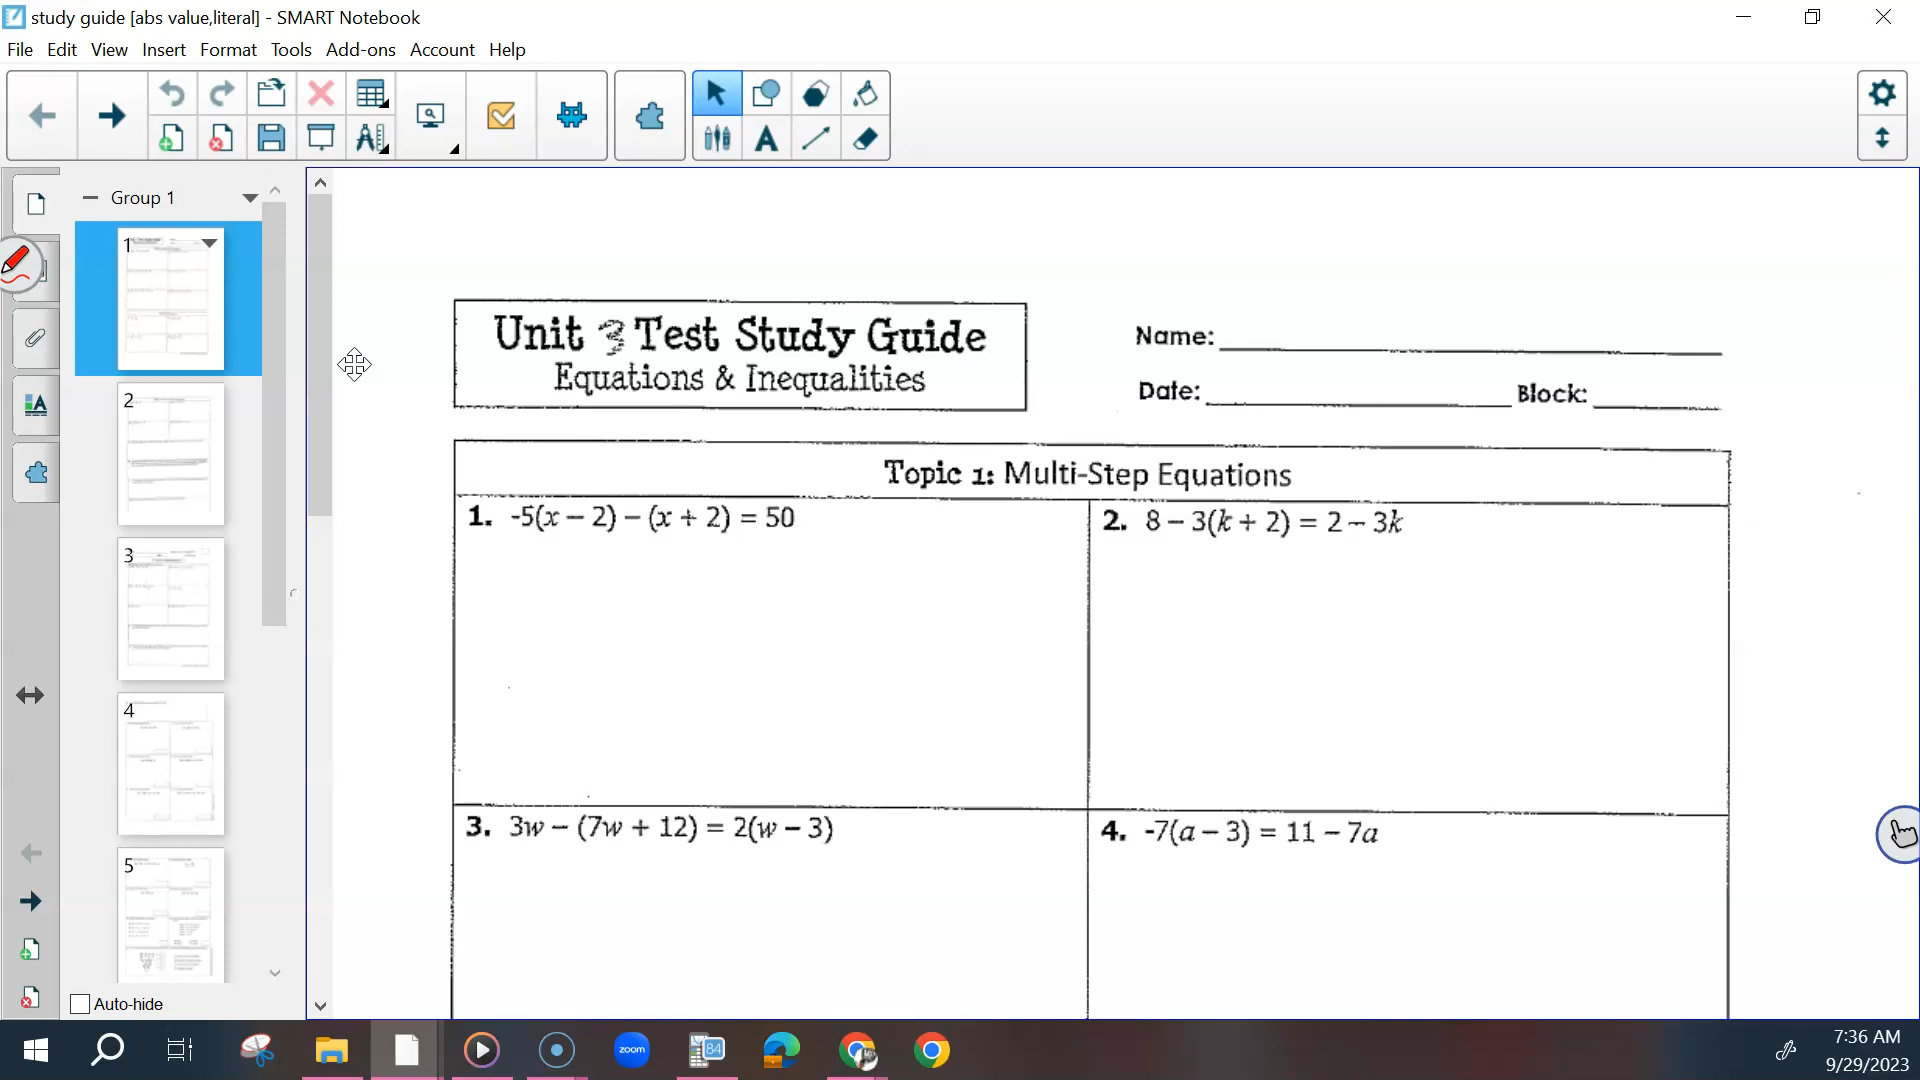 study guide [abs value,literal] - SMART Notebook
File Edit View Insert Format Tools Add-ons Account Help
Group 1
1
2
3
4
5
Auto-hide
Unit 3 Test Study Guide
Equations & Inequalities
Name:
Date: Block:
Topic 1: Multi-Step Equations
1. -5(x – 2) – (x + 2) = 50
2. 8 – 3(k + 2) = 2 – 3k
3. 3w – (7w + 12) = 2(w – 3)
4. -7(a – 3) = 11 – 7a
zoom
84
7:36 AM
9/29/2023